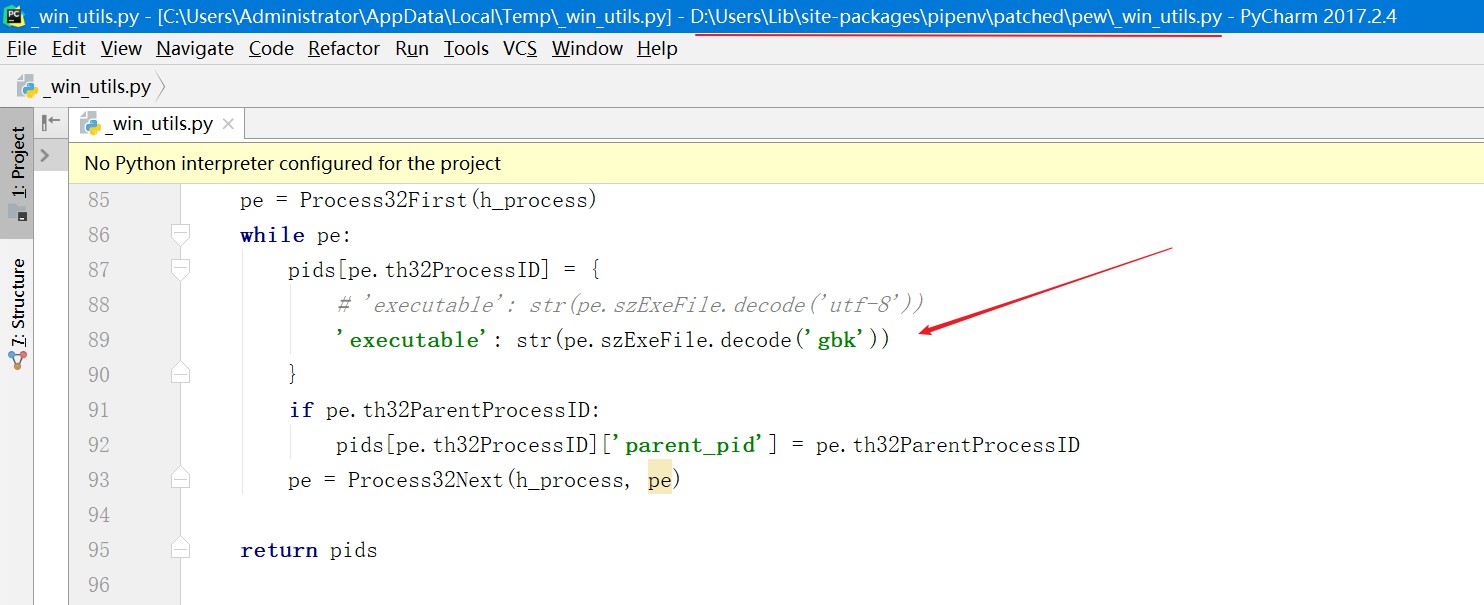 _win_utils.py - [C:\Users\Administrator\AppData\Local\Temp\_win_utils.py] - D:\Users\Lib\site-packages\pipenv\patched\pew\_win_utils.py - PyCharm 2017.2.4
File Edit View Navigate Code Refactor Run Tools VCS Window Help
_win_utils.py
_win_utils.py
1: Project
7: Structure
No Python interpreter configured for the project
85 pe = Process32First(h_process)
86 while pe:
87 pids[pe.th32ProcessID] = {
88 # 'executable': str(pe.szExeFile.decode('utf-8'))
89 'executable': str(pe.szExeFile.decode('gbk'))
90 }
91 if pe.th32ParentProcessID:
92 pids[pe.th32ProcessID]['parent_pid'] = pe.th32ParentProcessID
93 pe = Process32Next(h_process, pe)
94
95 return pids
96